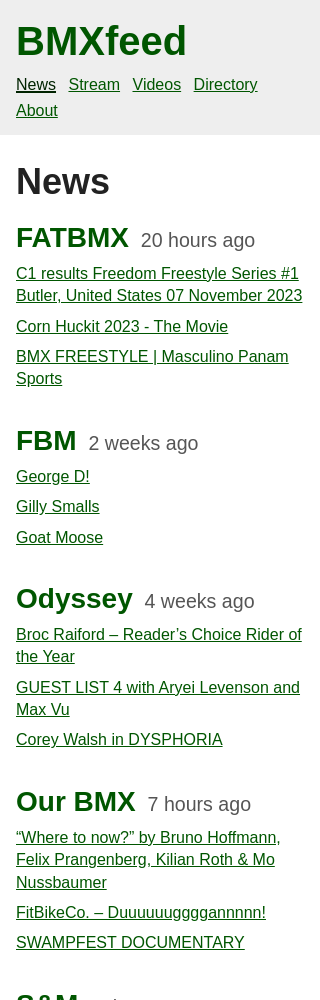 BMXfeed
News Stream Videos Directory
About
News
FATBMX 20 hours ago
C1 results Freedom Freestyle Series #1
Butler, United States 07 November 2023
Corn Huckit 2023 - The Movie
BMX FREESTYLE | Masculino Panam
Sports
FBM 2 weeks ago
George D!
Gilly Smalls
Goat Moose
Odyssey 4 weeks ago
Broc Raiford – Reader’s Choice Rider of
the Year
GUEST LIST 4 with Aryei Levenson and
Max Vu
Corey Walsh in DYSPHORIA
Our BMX 7 hours ago
“Where to now?” by Bruno Hoffmann,
Felix Prangenberg, Kilian Roth & Mo
Nussbaumer
FitBikeCo. – Duuuuuuggggannnnn!
SWAMPFEST DOCUMENTARY
S&M